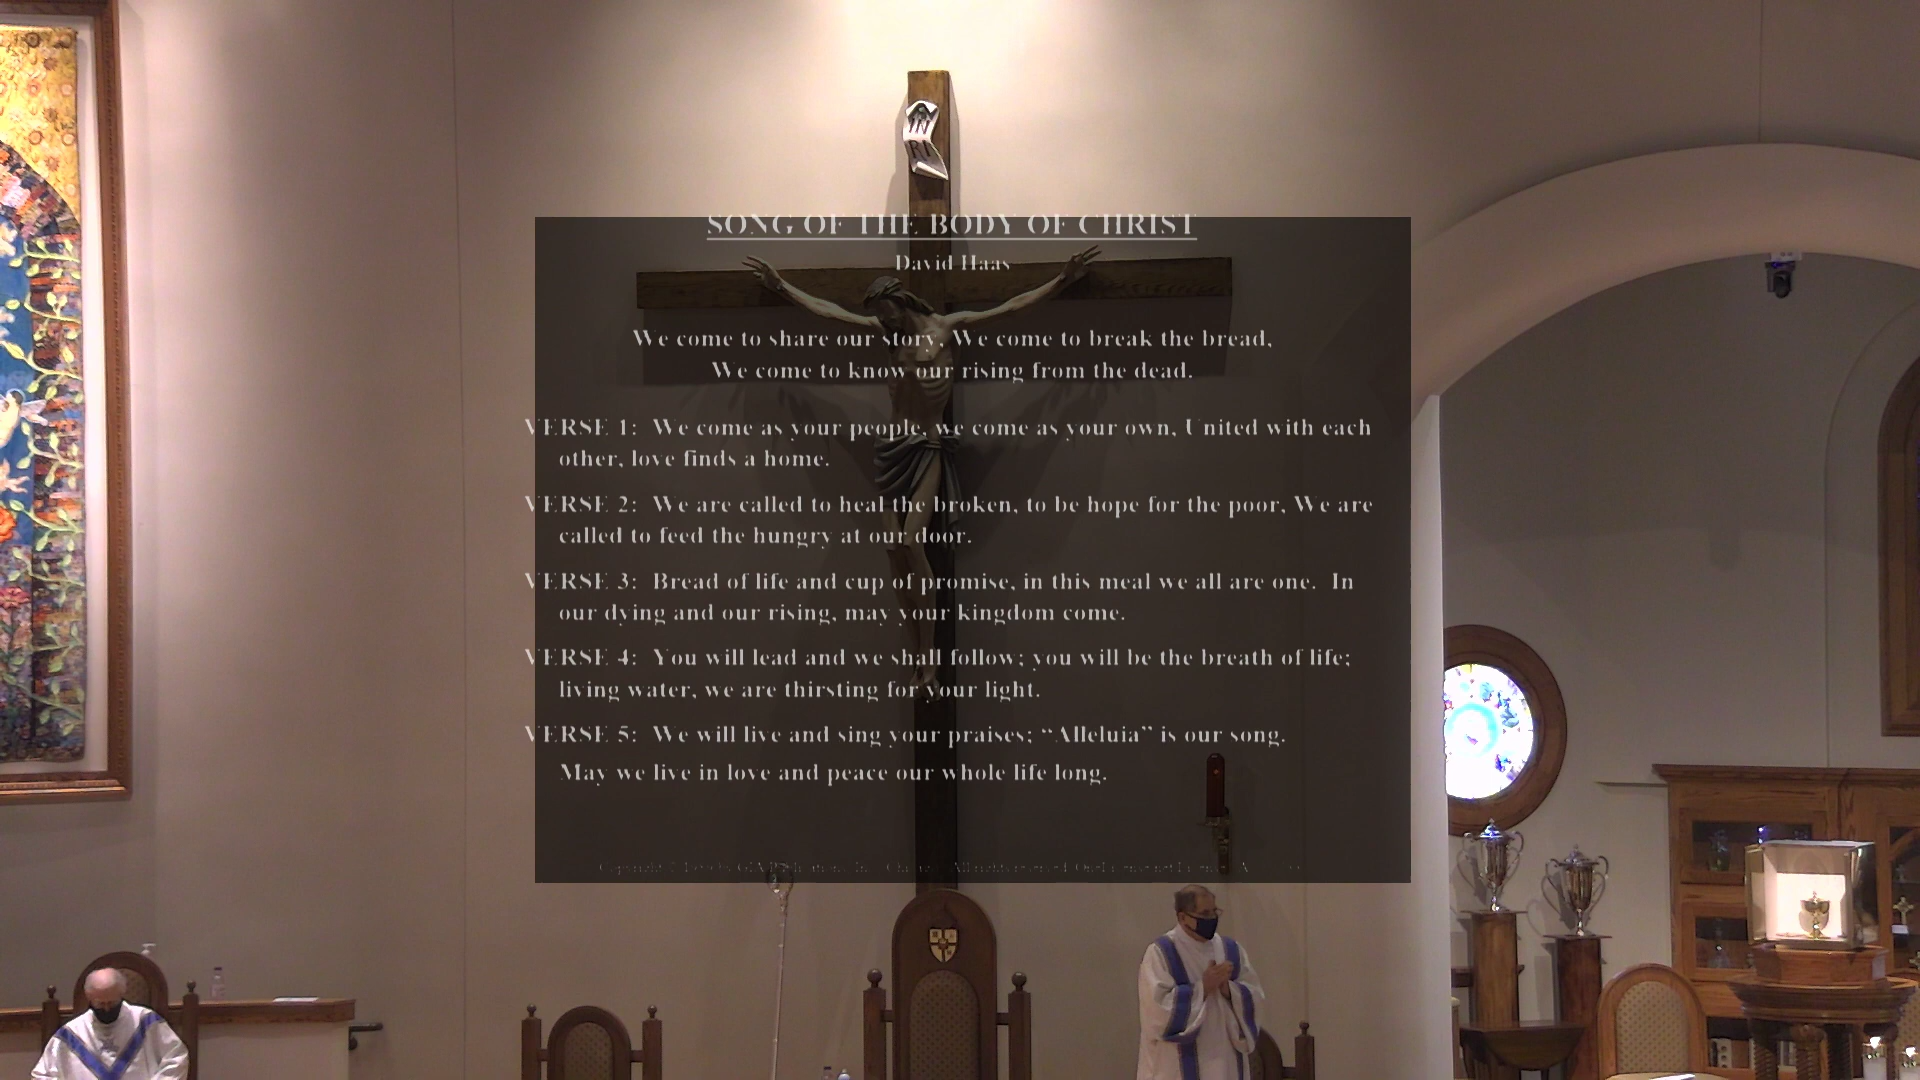 IN
RI
SONG OF THE BODY OF CHRIST
David Haas
We come to share our story, We come to break the bread,
We come to know our rising from the dead.
VERSE 1: We come as your people, we come as your own, United with each
other, love finds a home.
VERSE 2: We are called to heal the broken, to be hope for the poor, We are
called to feed the hungry at our door.
VERSE 3: Bread of life and cup of promise, in this meal we all are one. In
our dying and our rising, may your kingdom come.
VERSE 4: You will lead and we shall follow; you will be the breath of life;
living water, we are thirsting for your light.
VERSE 5: We will live and sing your praises; “Alleluia” is our song.
May we live in love and peace our whole life long.
Copyright All rights reserved